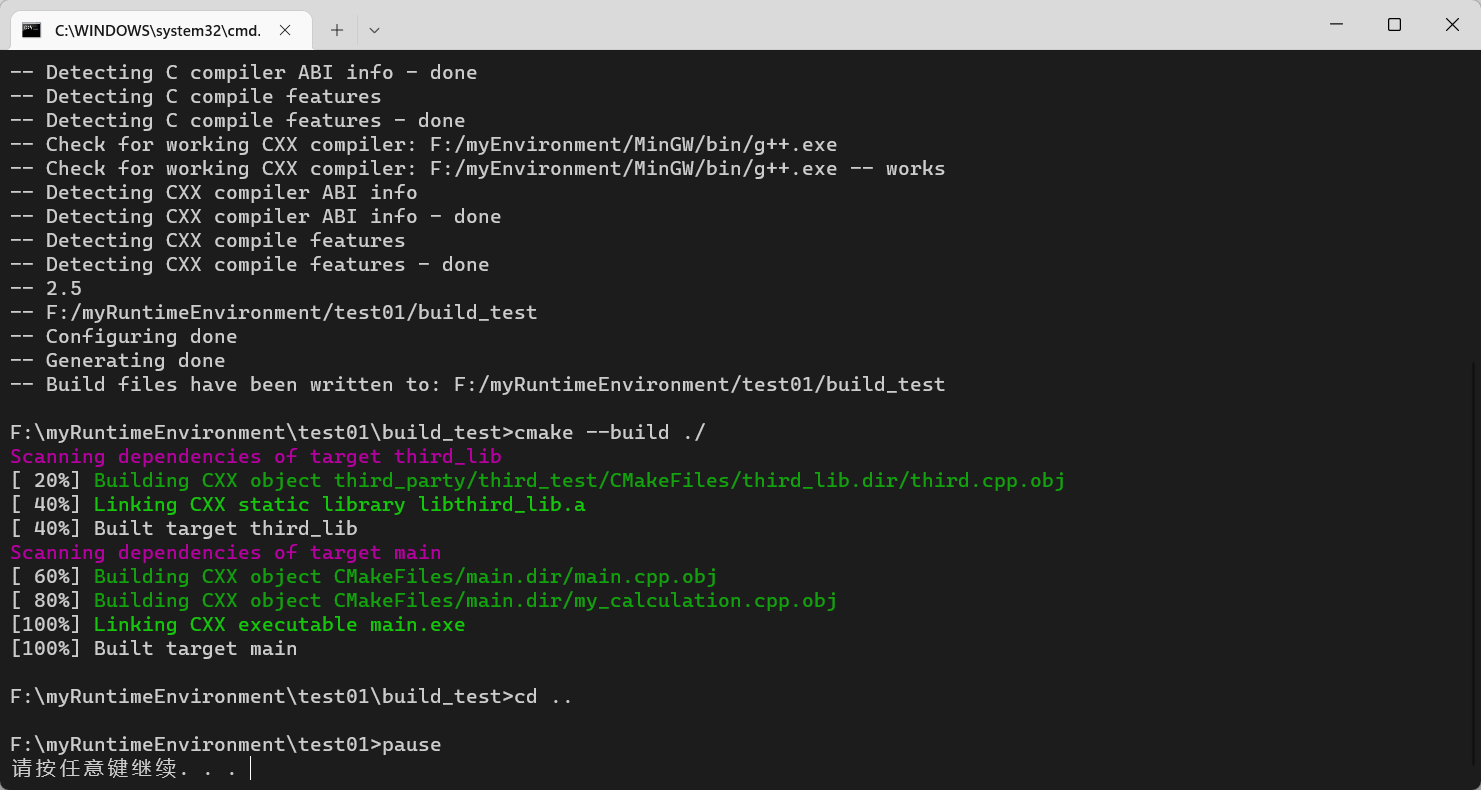 C:\WINDOWS\system32\cmd.
-- Detecting C compiler ABI info - done
-- Detecting C compile features
-- Detecting C compile features - done
-- Check for working CXX compiler: F:/myEnvironment/MinGW/bin/g++.exe
-- Check for working CXX compiler: F:/myEnvironment/MinGW/bin/g++.exe -- works
-- Detecting CXX compiler ABI info
-- Detecting CXX compiler ABI info - done
-- Detecting CXX compile features
-- Detecting CXX compile features - done
-- 2.5
-- F:/myRuntimeEnvironment/test01/build_test
-- Configuring done
-- Generating done
-- Build files have been written to: F:/myRuntimeEnvironment/test01/build_test
F:\myRuntimeEnvironment\test01\build_test>cmake --build ./
Scanning dependencies of target third_lib
[ 20%] Building CXX object third_party/third_test/CMakeFiles/third_lib.dir/third.cpp.obj
[ 40%] Linking CXX static library libthird_lib.a
[ 40%] Built target third_lib
Scanning dependencies of target main
[ 60%] Building CXX object CMakeFiles/main.dir/main.cpp.obj
[ 80%] Building CXX object CMakeFiles/main.dir/my_calculation.cpp.obj
[100%] Linking CXX executable main.exe
[100%] Built target main
F:\myRuntimeEnvironment\test01\build_test>cd ..
F:\myRuntimeEnvironment\test01>pause
请按任意键继续. . .